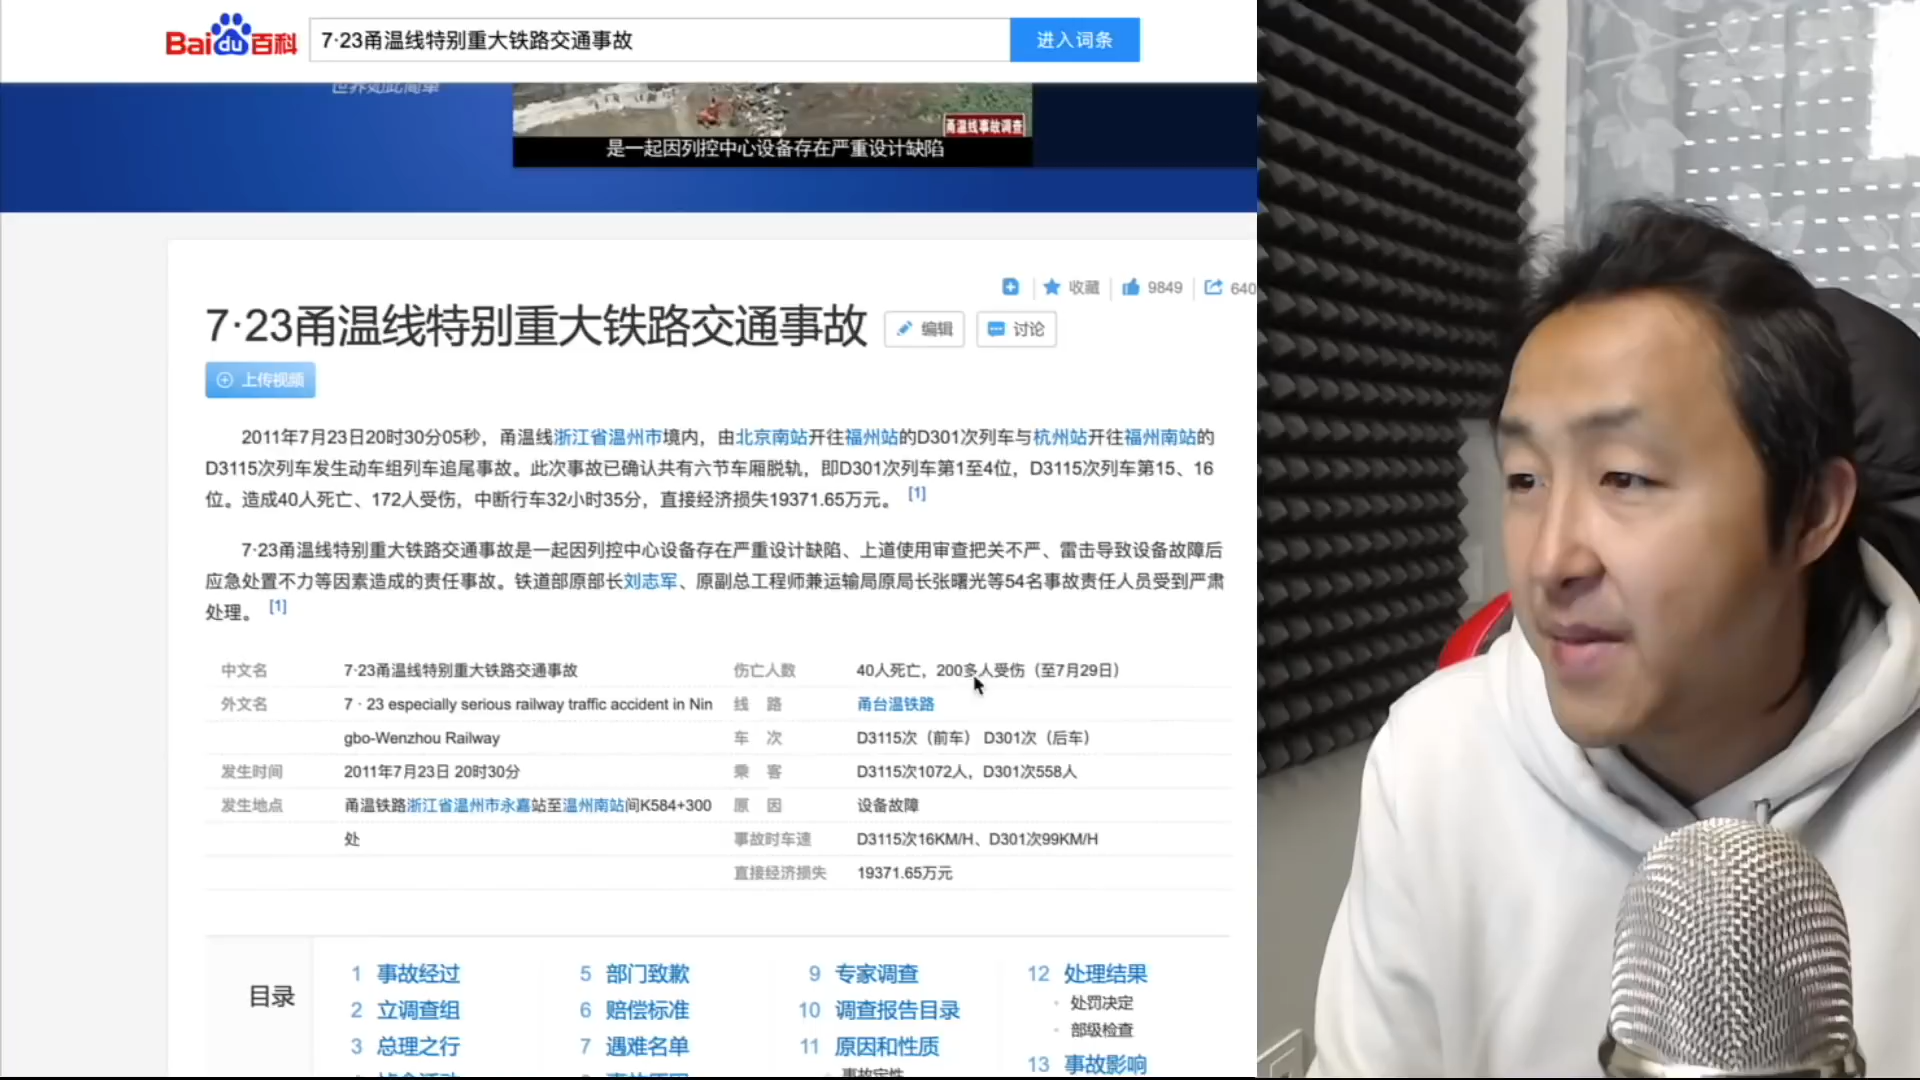 Baidu百科
7·23甬温线特别重大铁路交通事故
进入词条
世界如此简单
甬温线事故调查
是一起因列控中心设备存在严重设计缺陷
收藏
9849
640
7·23甬温线特别重大铁路交通事故
编辑
讨论
上传视频
2011年7月23日20时30分05秒，甬温线浙江省温州市境内，由北京南站开往福州站的D301次列车与杭州站开往福州南站的
D3115次列车发生动车组列车追尾事故。此次事故已确认共有六节车厢脱轨，即D301次列车第1至4位，D3115次列车第15、16
位。造成40人死亡、172人受伤，中断行车32小时35分，直接经济损失19371.65万元。 [1]
7·23甬温线特别重大铁路交通事故是一起因列控中心设备存在严重设计缺陷、上道使用审查把关不严、雷击导致设备故障后
应急处置不力等因素造成的责任事故。铁道部原部长刘志军、原副总工程师兼运输局原局长张曙光等54名事故责任人员受到严肃
处理。 [1]
中文名 7·23甬温线特别重大铁路交通事故
外文名 7 · 23 especially serious railway traffic accident in Nin
gbo-Wenzhou Railway
发生时间 2011年7月23日 20时30分
发生地点 甬温铁路浙江省温州市永嘉站至温州南站间K584+300
处
伤亡人数 40人死亡，200多人受伤（至7月29日）
线 路 甬台温铁路
车 次 D3115次（前车） D301次（后车）
乘 客 D3115次1072人，D301次558人
原 因 设备故障
事故时车速 D3115次16KM/H、D301次99KM/H
直接经济损失 19371.65万元
目录
1 事故经过
2 立调查组
3 总理之行
5 部门致歉
6 赔偿标准
7 遇难名单
9 专家调查
10 调查报告目录
11 原因和性质
12 处理结果
· 处罚决定
· 部级检查
13 事故影响